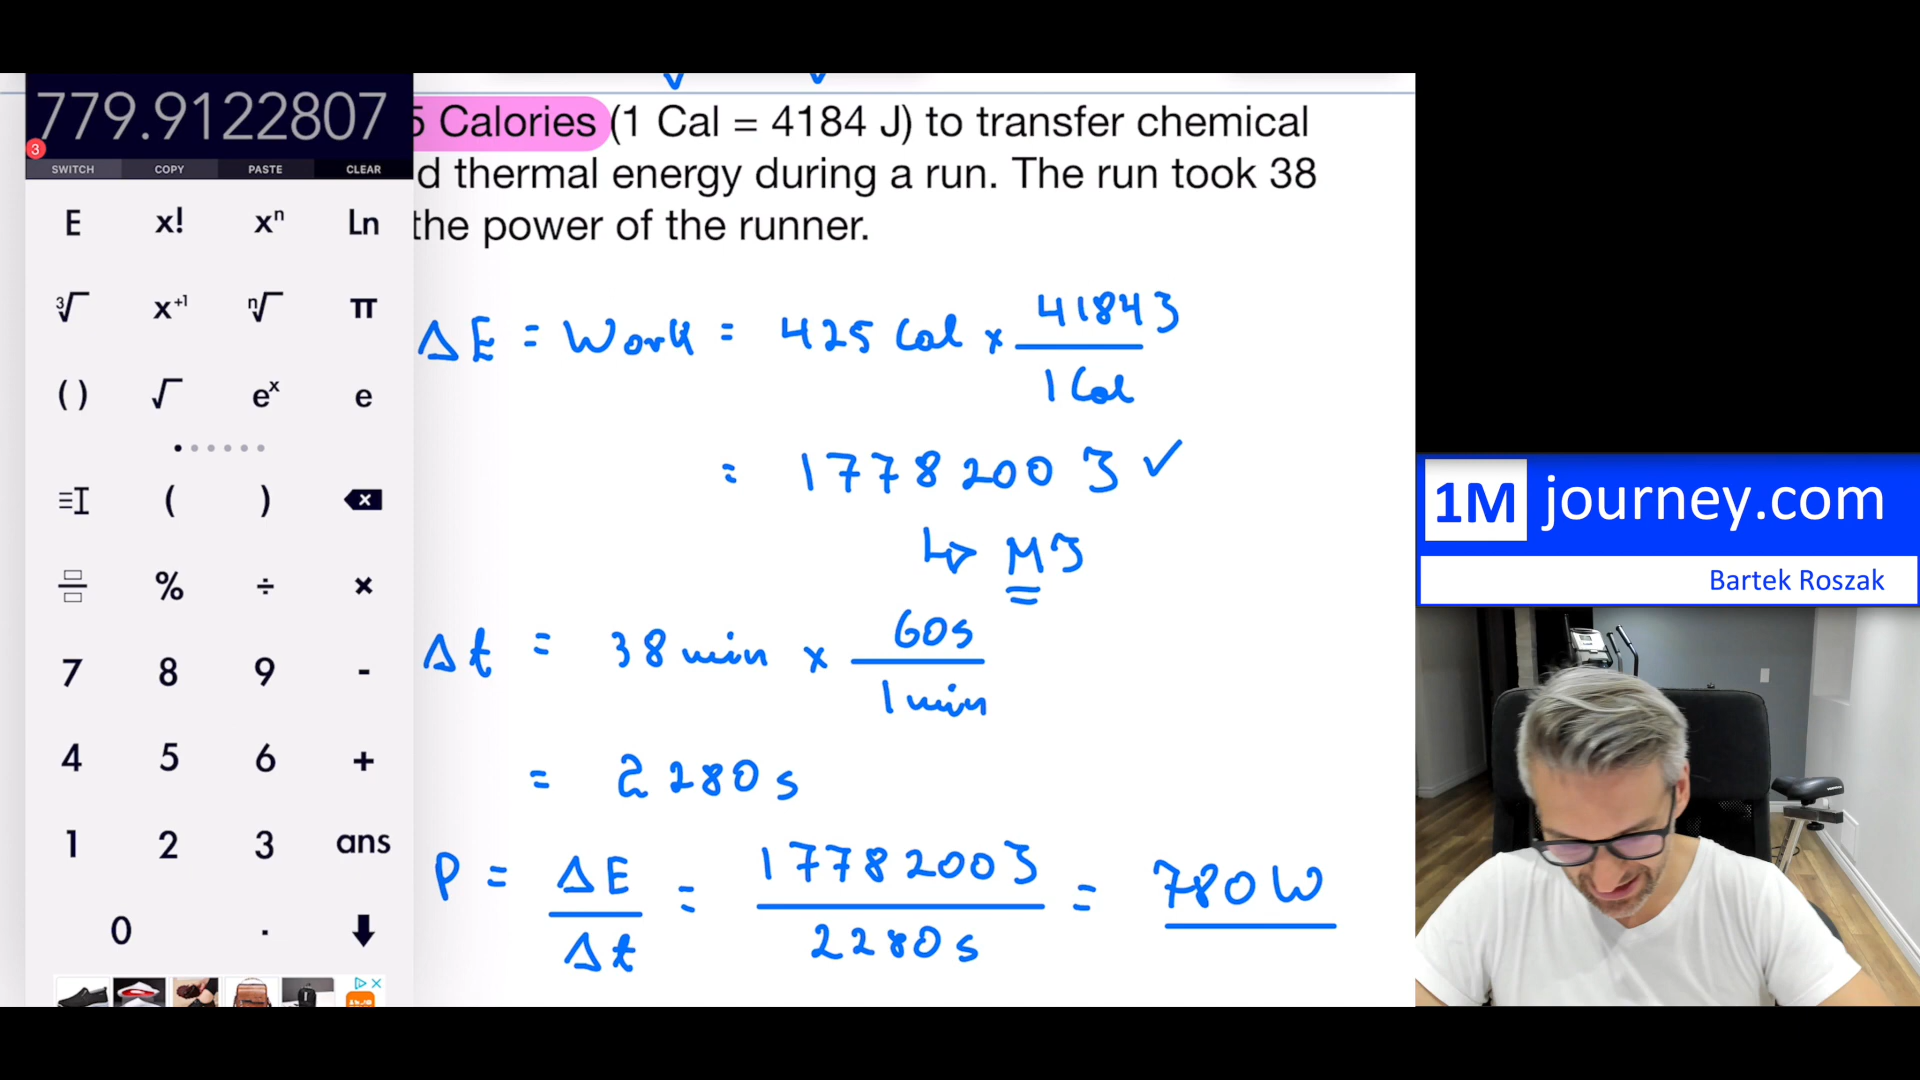 779.9122807
3
SWITCH COPY PASTE CLEAR
E x! xⁿ Ln
³√ x⁺¹ ⁿ√ π
( ) √ eˣ e
( )
% ÷ ×
7 8 9 -
4 5 6 +
1 2 3 ans
0 .
5 Calories (1 Cal = 4184 J) to transfer chemical
d thermal energy during a run. The run took 38
the power of the runner.
ΔE = Work = 425 Cal × 4184 J
1 Cal
= 1778200 J ✓
↳ MJ
Δt = 38 min × 60 s
1 min
= 2280 s
P = ΔE = 1778200 J = 780 W
Δt 2280 s
1M journey.com
Bartek Roszak